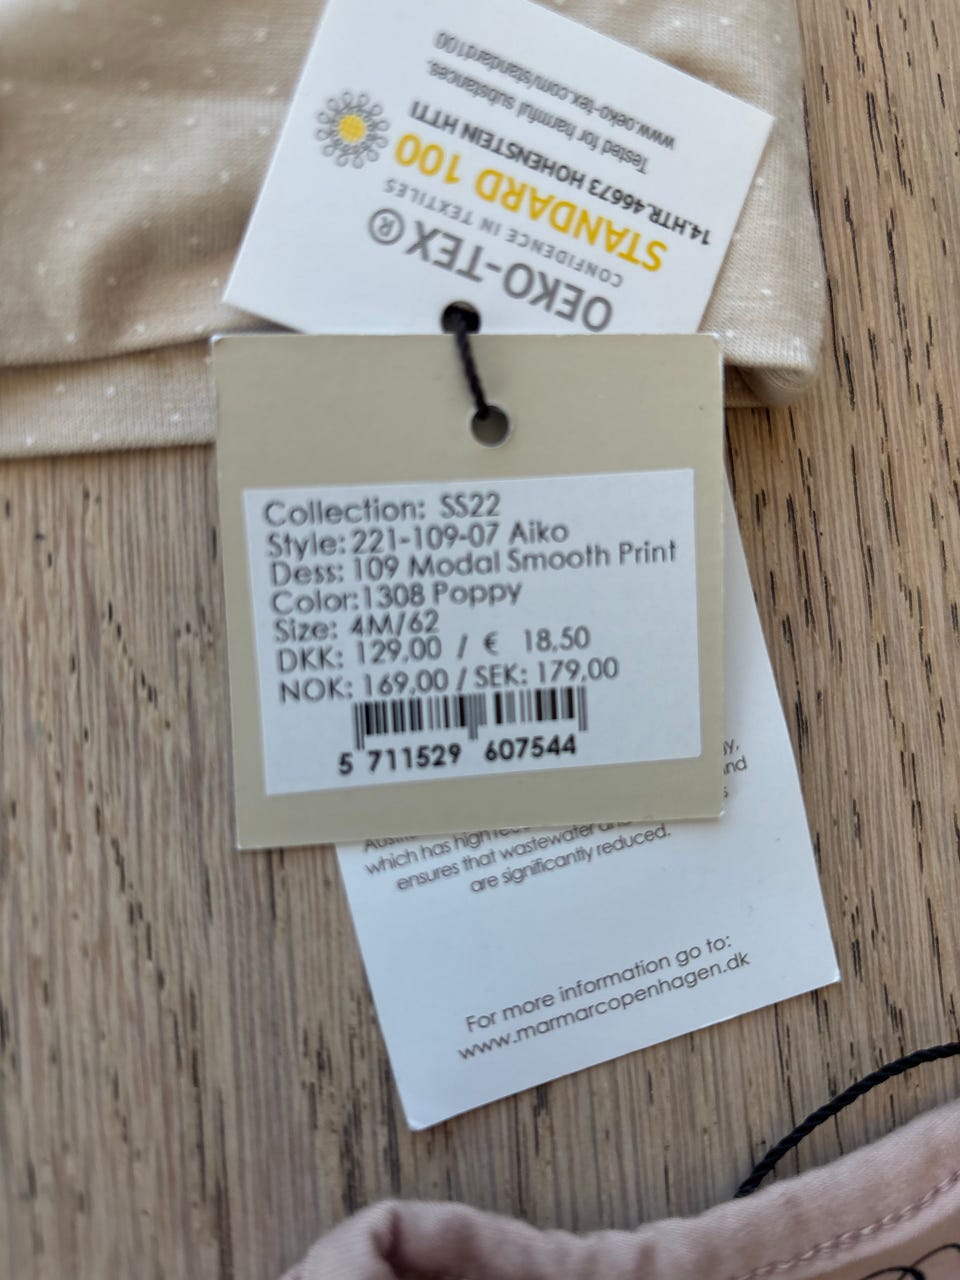 www.oeko-tex.com/standard100
Tested for harmful substances.
14.HTR.46673 HOHENSTEIN HTTI
STANDARD 100
CONFIDENCE IN TEXTILES
OEKO-TEX®
Collection: SS22
Style: 221-109-07 Aiko
Dess: 109 Modal Smooth Print
Color: 1308 Poppy
Size: 4M/62
DKK: 129,00 / € 18,50
NOK: 169,00 / SEK: 179,00
5 711529 607544
which has high
ensures that wastewater
are significantly reduced.
For more information go to:
www.marmarcopenhagen.dk